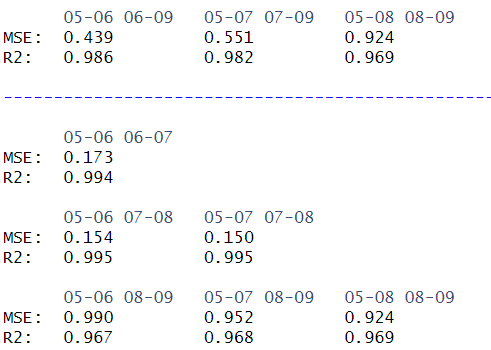 05-06 06-09 05-07 07-09 05-08 08-09
MSE: 0.439 0.551 0.924
R2: 0.986 0.982 0.969
------------------------------------------------
05-06 06-07
MSE: 0.173
R2: 0.994
05-06 07-08 05-07 07-08
MSE: 0.154 0.150
R2: 0.995 0.995
05-06 08-09 05-07 08-09 05-08 08-09
MSE: 0.990 0.952 0.924
R2: 0.967 0.968 0.969